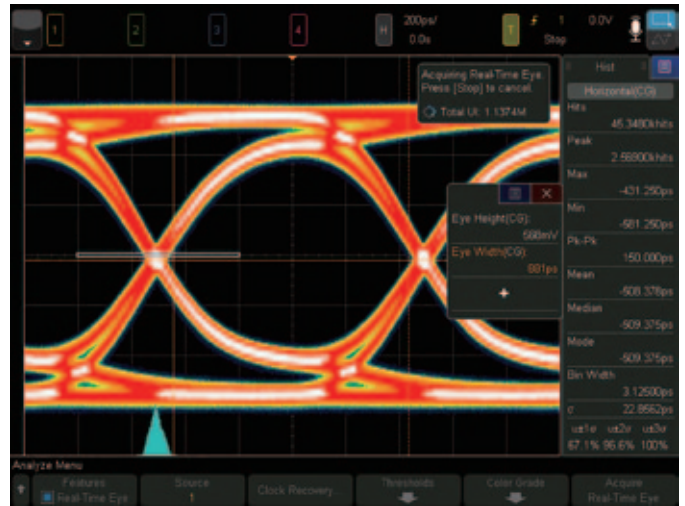 1 2 3 4 H 200ps/ 0.0s T 1 0.0V Stop
Acquiring Real-Time Eye.
Press [Stop] to cancel.
Total UI: 1.1374M
Eye Height(CG):
568mV
Eye Width(CG):
881ps
Hist
Horizontal(CG)
Hits
45.3480khits
Peak
2.56900khits
Max
-431.250ps
Min
-581.250ps
Pk-Pk
150.000ps
Mean
-508.378ps
Median
-509.375ps
Mode
-509.375ps
Bin Width
3.12500ps
σ
22.8562ps
u±1σ u±2σ u±3σ
67.1% 96.6% 100%
Analyze Menu
Features Source Clock Recovery... Thresholds Color Grade Acquire
Real-Time Eye 1 Real-Time Eye